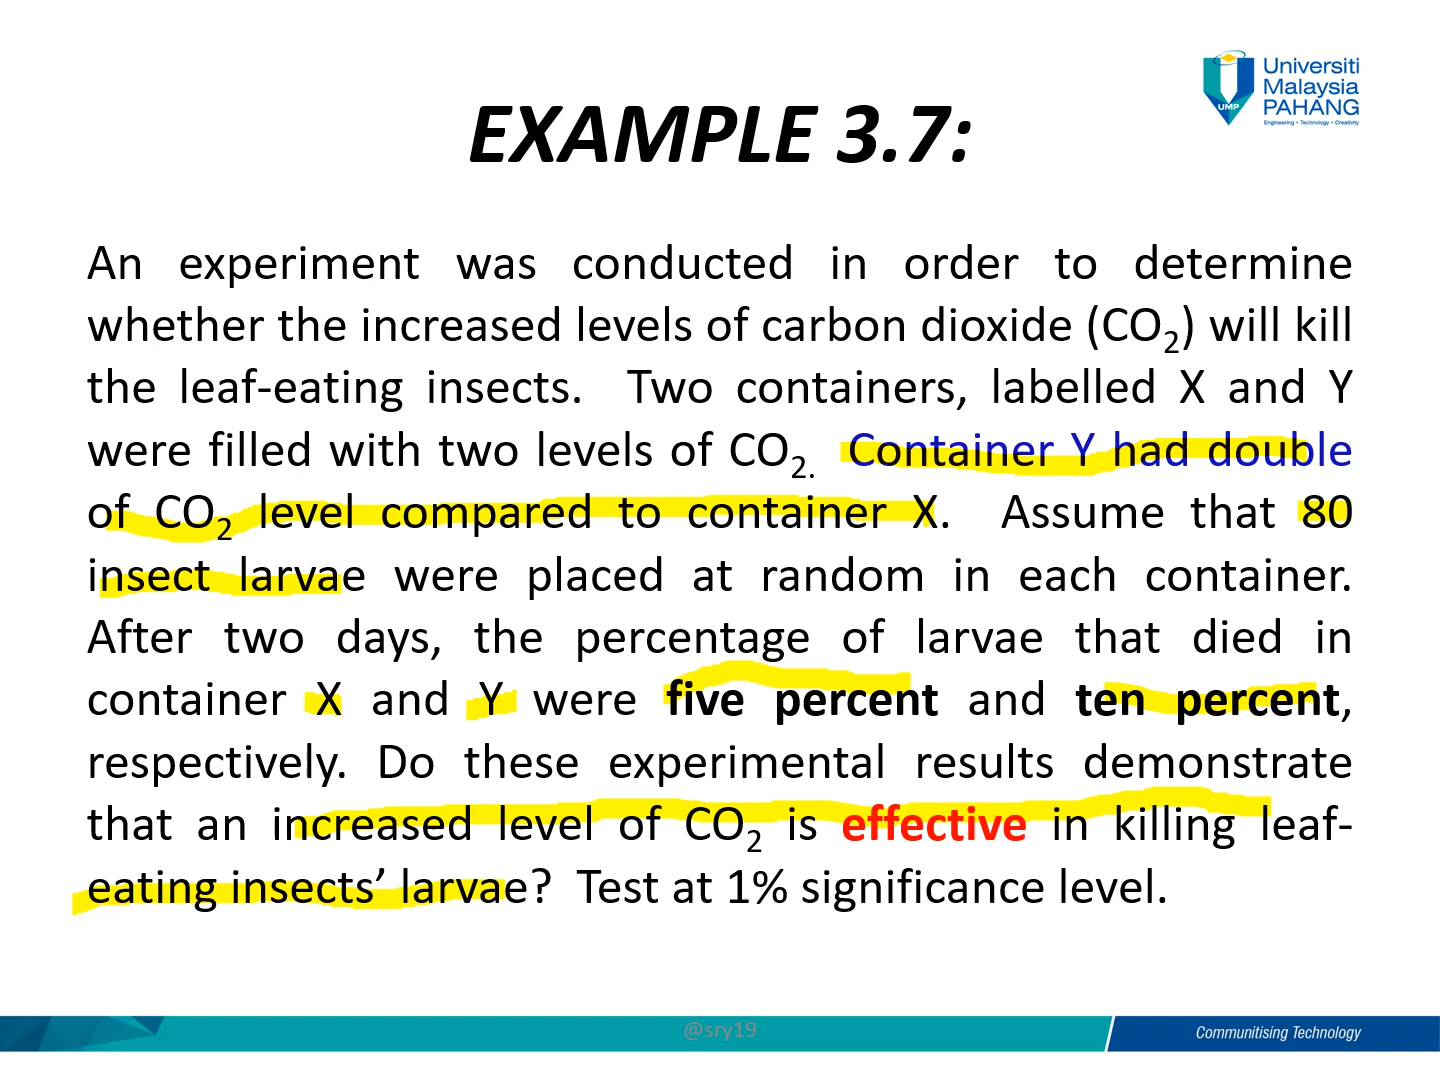 Universiti
Malaysia
PAHANG
Engineering • Technology • Creativity
UMP
EXAMPLE 3.7:
An experiment was conducted in order to determine
whether the increased levels of carbon dioxide (CO₂) will kill
the leaf-eating insects. Two containers, labelled X and Y
were filled with two levels of CO₂. Container Y had double
of CO₂ level compared to container X. Assume that 80
insect larvae were placed at random in each container.
After two days, the percentage of larvae that died in
container X and Y were five percent and ten percent,
respectively. Do these experimental results demonstrate
that an increased level of CO₂ is effective in killing leaf-
eating insects’ larvae? Test at 1% significance level.
@sry19
Communitising Technology